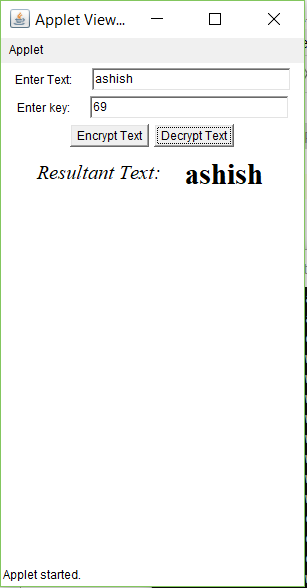 Applet View...
Applet
Enter Text: ashish
Enter key: 69
Encrypt Text Decrypt Text
Resultant Text: ashish
Applet started.